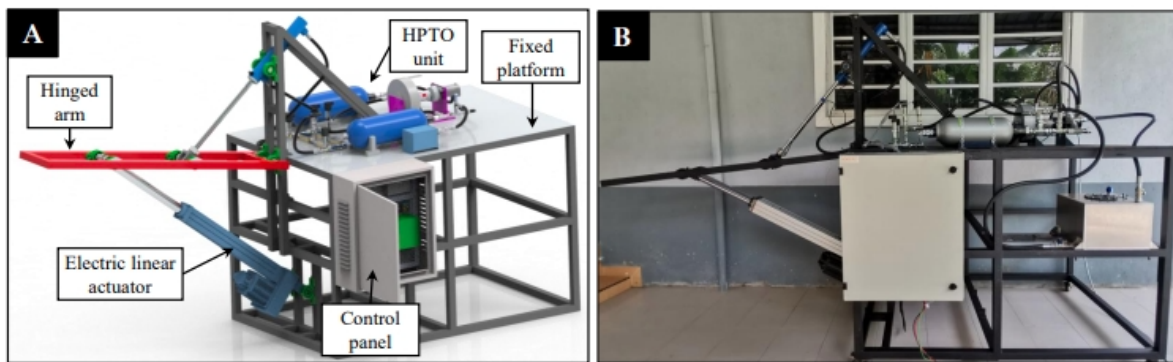 A
HPTO
unit
Fixed
platform
Hinged
arm
Electric linear
actuator
Control
panel
B